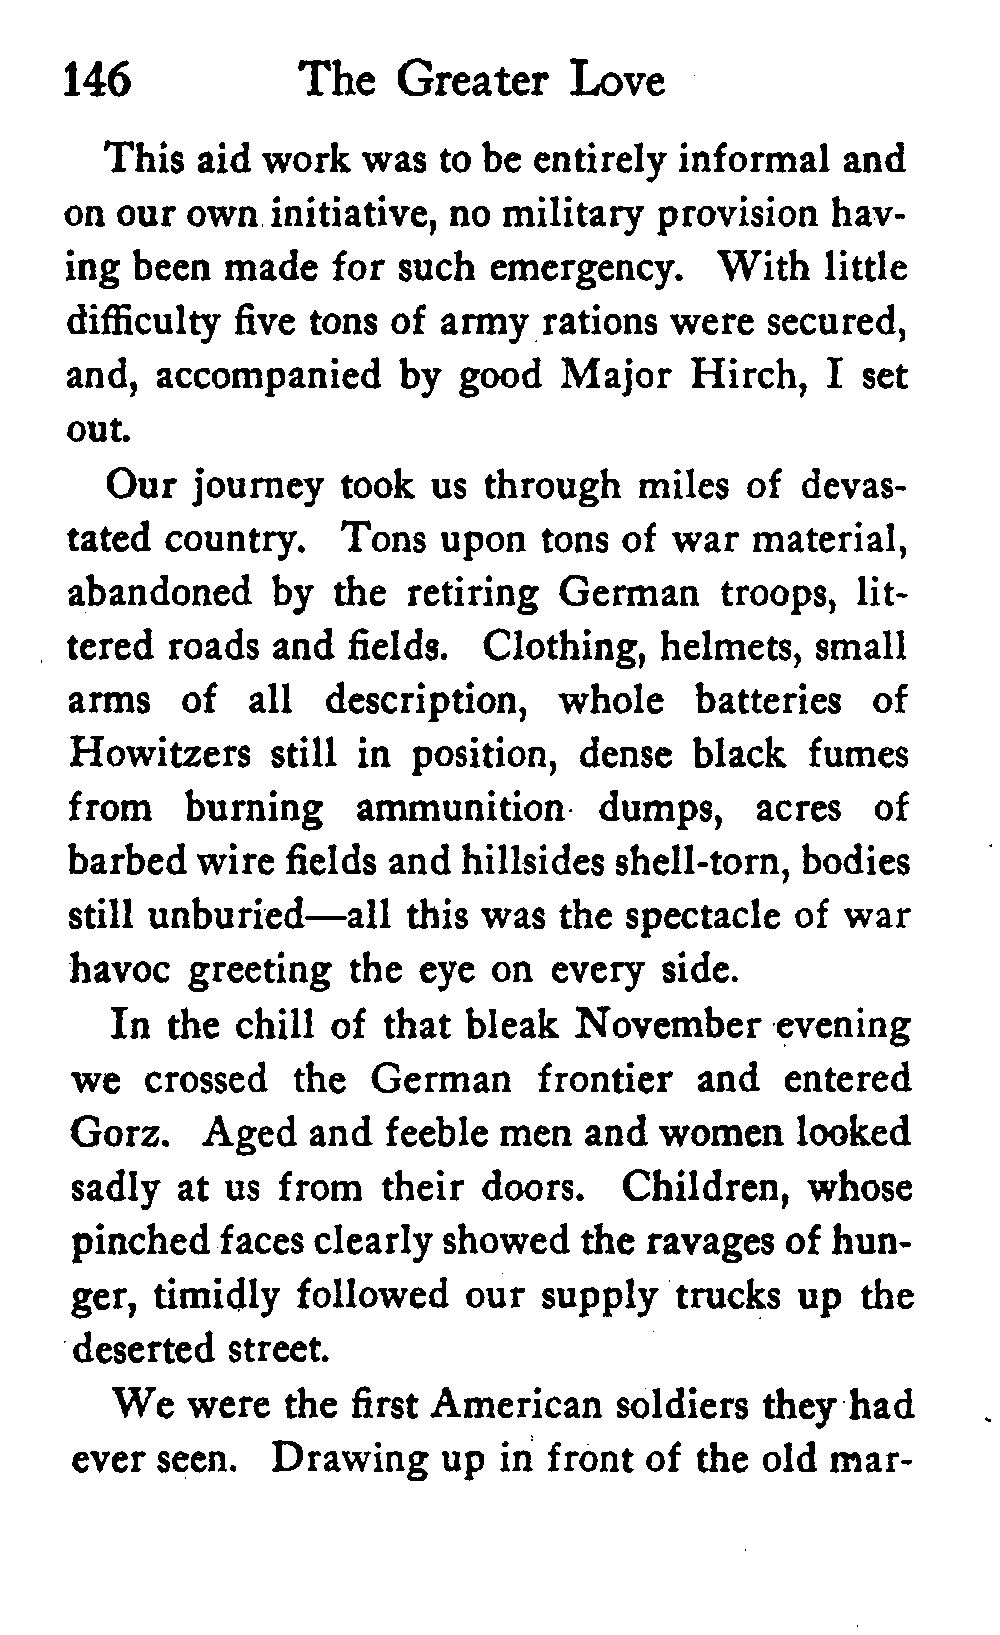 146 The Greater Love
This aid work was to be entirely informal and
on our own initiative, no military provision hav-
ing been made for such emergency. With little
difficulty five tons of army rations were secured,
and, accompanied by good Major Hirch, I set
out.
Our journey took us through miles of devas-
tated country. Tons upon tons of war material,
abandoned by the retiring German troops, lit-
tered roads and fields. Clothing, helmets, small
arms of all description, whole batteries of
Howitzers still in position, dense black fumes
from burning ammunition dumps, acres of
barbed wire fields and hillsides shell-torn, bodies
still unburied—all this was the spectacle of war
havoc greeting the eye on every side.
In the chill of that bleak November evening
we crossed the German frontier and entered
Gorz. Aged and feeble men and women looked
sadly at us from their doors. Children, whose
pinched faces clearly showed the ravages of hun-
ger, timidly followed our supply trucks up the
deserted street.
We were the first American soldiers they had
ever seen. Drawing up in front of the old mar-